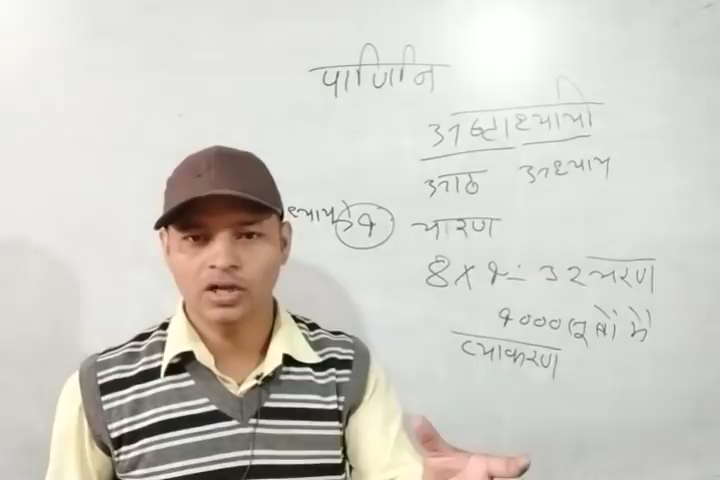 पाणिनि
अष्टाध्यायी
आठ अध्याय
4 चरण
8 x 4 = 32 चरण
4000 सूत्रों में
व्याकरण